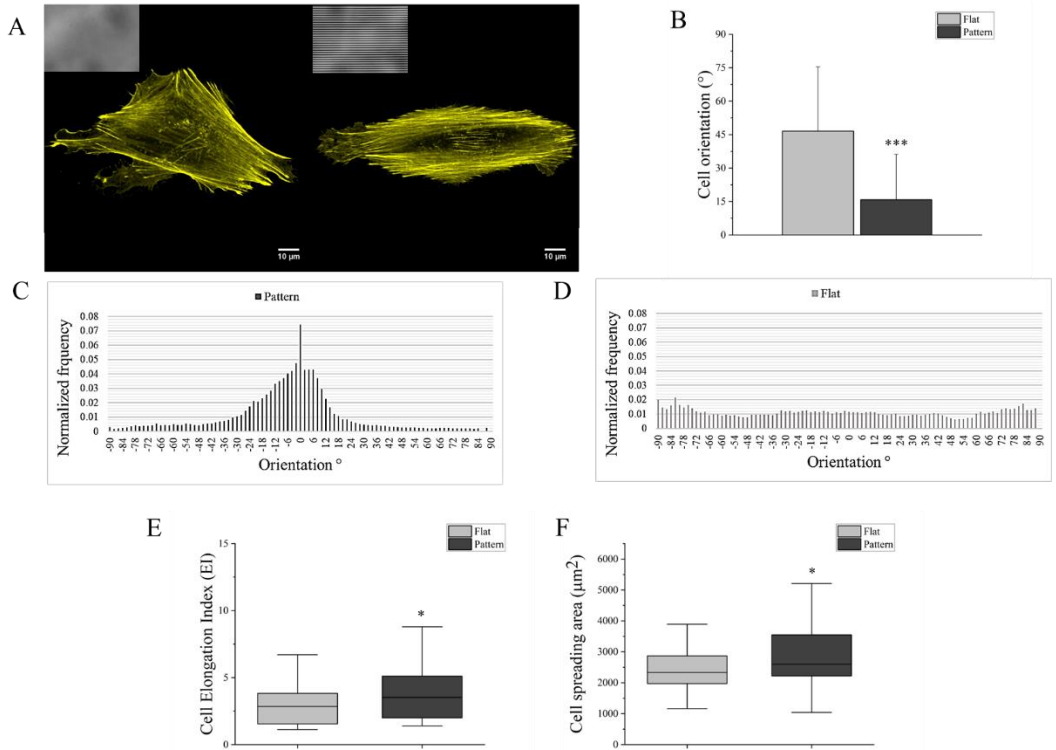 A
10 μm
10 μm
B
Flat
Pattern
Cell orientation (°)
90
75
60
45
30
15
0
***
C
Pattern
Normalized frquency
0.08
0.07
0.06
0.05
0.04
0.03
0.02
0.01
0
-90 -84 -78 -72 -66 -60 -54 -48 -42 -36 -30 -24 -18 -12 -6 0 6 12 18 24 30 36 42 48 54 60 66 72 78 84 90
Orientation °
D
Flat
Normalized frequency
0.08
0.07
0.06
0.05
0.04
0.03
0.02
0.01
0
-90 -84 -78 -72 -66 -60 -54 -48 -42 -36 -30 -24 -18 -12 -6 0 6 12 18 24 30 36 42 48 54 60 66 72 78 84 90
Orientation °
E
Flat
Pattern
Cell Elongation Index (EI)
15
10
5
0
*
F
Flat
Pattern
Cell spreading area (μm²)
6000
5000
4000
3000
2000
1000
0
*